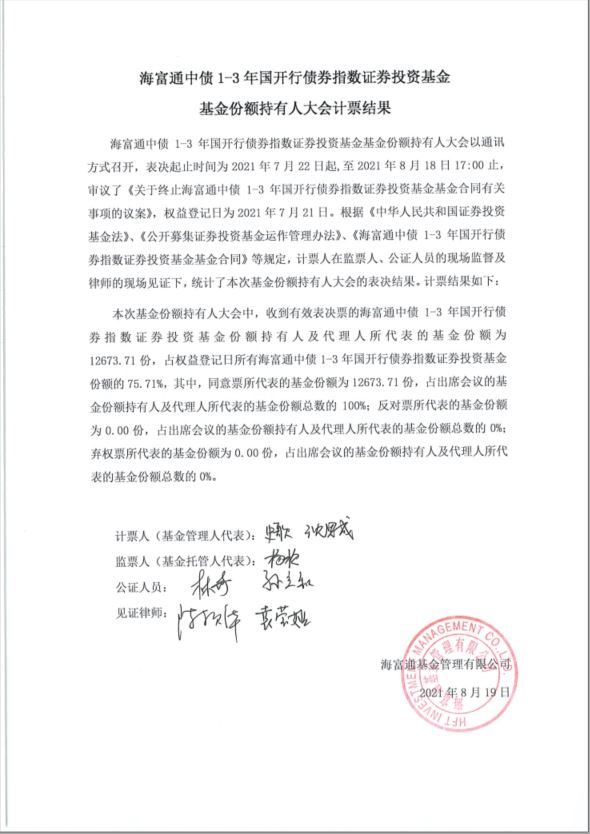 海富通中债 1-3 年国开行债券指数证券投资基金
基金份额持有人大会计票结果
海富通中债 1-3 年国开行债券指数证券投资基金基金份额持有人大会以通讯
方式召开，表决起止时间为 2021 年 7 月 22 日起,至 2021 年 8 月 18 日 17:00 止，
审议了《关于终止海富通中债 1-3 年国开行债券指数证券投资基金基金合同有关
事项的议案》，权益登记日为 2021 年 7 月 21 日。根据《中华人民共和国证券投资
基金法》、《公开募集证券投资基金运作管理办法》、《海富通中债 1-3 年国开行债
券指数证券投资基金基金合同》等规定，计票人在监票人、公证人员的现场监督及
律师的现场见证下，统计了本次基金份额持有人大会的表决结果。计票结果如下：
本次基金份额持有人大会中，收到有效表决票的海富通中债 1-3 年国开行债
券指数证券投资基金份额持有人及代理人所代表的基金份额为
12673.71 份，占权益登记日所有海富通中债 1-3 年国开行债券指数证券投资基金
份额的 75.71%，其中，同意票所代表的基金份额为 12673.71 份，占出席会议的基
金份额持有人及代理人所代表的基金份额总数的 100%；反对票所代表的基金份额
为 0.00 份，占出席会议的基金份额持有人及代理人所代表的基金份额总数的 0%；
弃权票所代表的基金份额为 0.00 份，占出席会议的基金份额持有人及代理人所代
表的基金份额总数的 0%。
计票人（基金管理人代表）：
监票人（基金托管人代表）：
公证人员： 林奇 孙立和
见证律师：
海富通基金管理有限公司
2021 年 8 月 19 日
HFT INVESTMENT MANAGEMENT CO.,LTD.
海富通基金管理有限公司